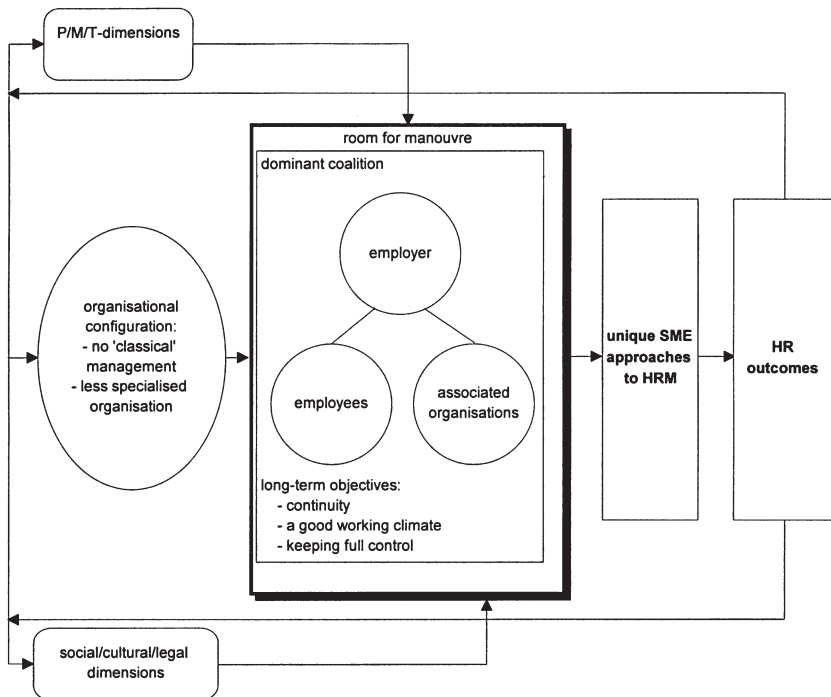 P/M/T-dimensions
room for manouvre
dominant coalition
employer
organisational
configuration:
- no 'classical'
management
- less specialised
organisation
employees
associated
organisations
long-term objectives:
- continuity
- a good working climate
- keeping full control
unique SME
approaches
to HRM
HR
outcomes
social/cultural/legal
dimensions